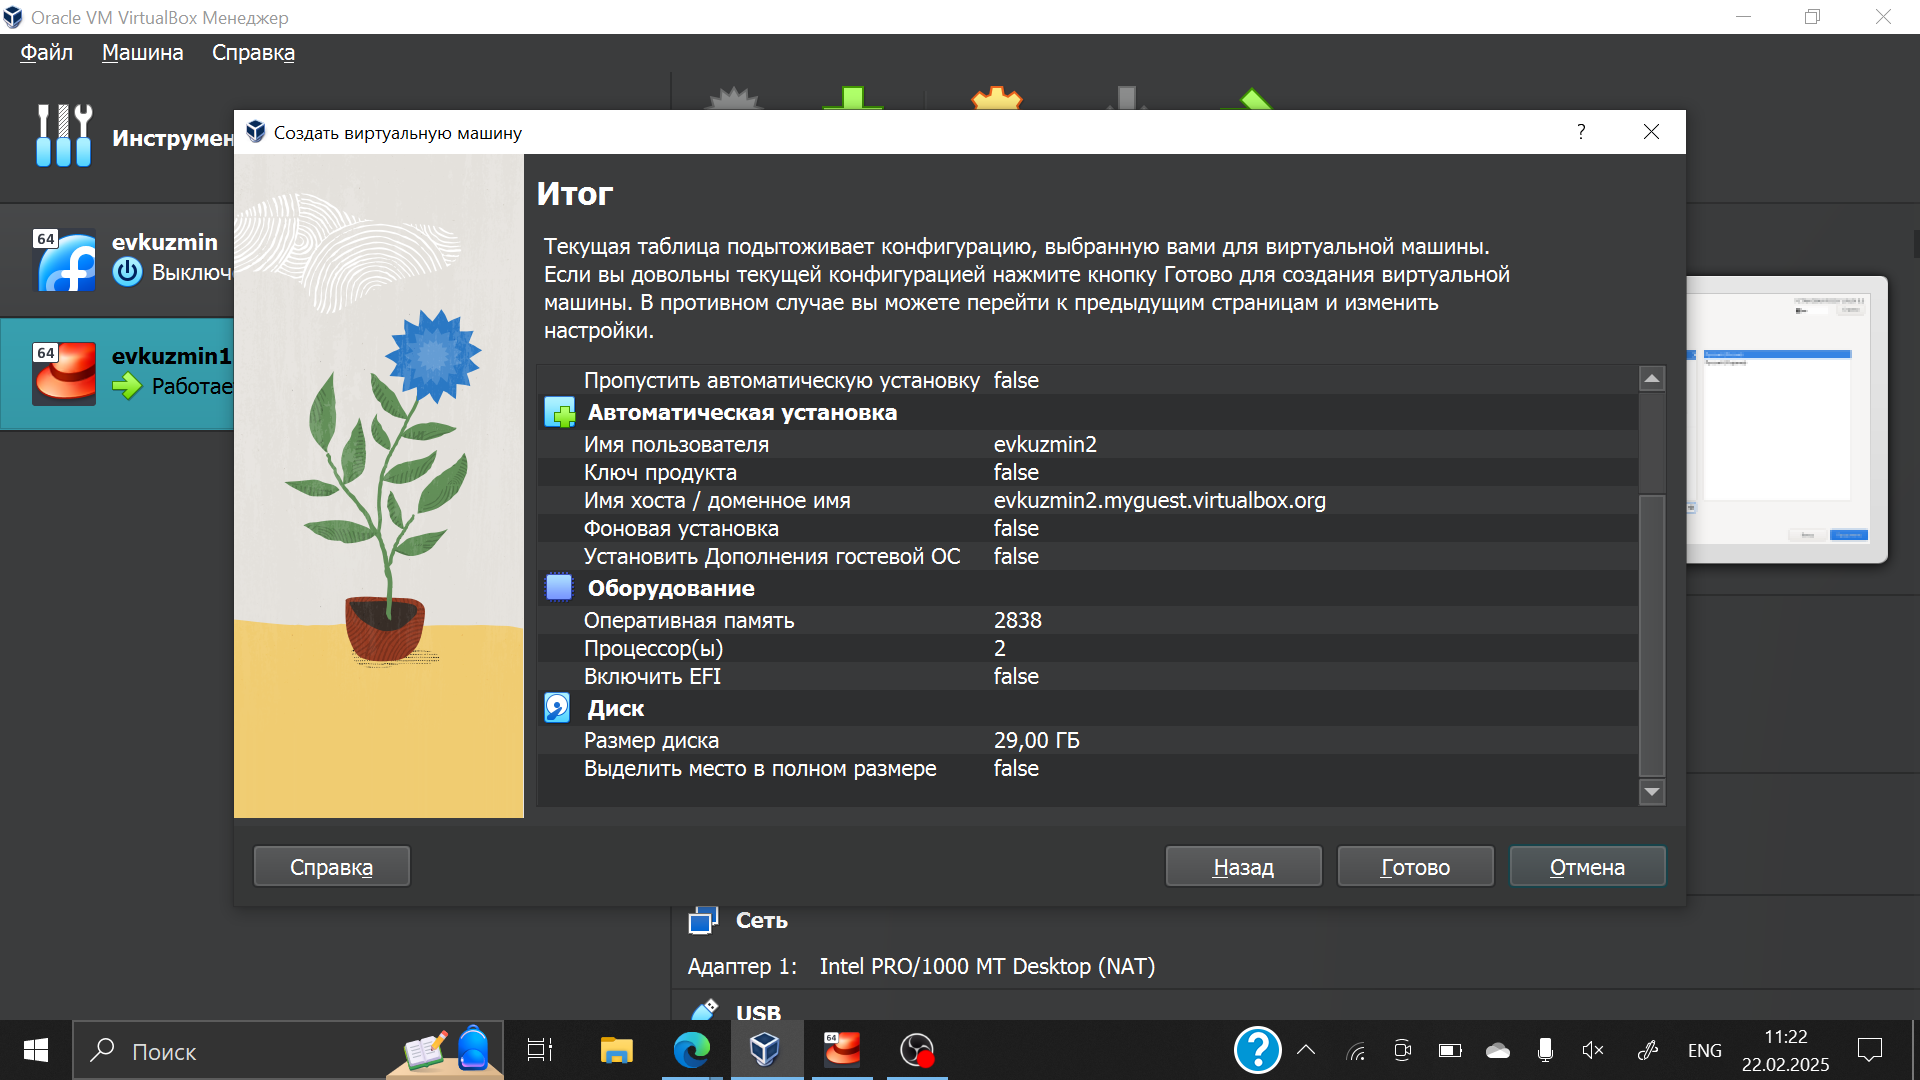 Oracle VM VirtualBox Менеджер
Файл Машина Справка
Инструмен
64
evkuzmin
Выключе
64
evkuzmin1
Работае
Создать виртуальную машину
?
Итог
Текущая таблица подытоживает конфигурацию, выбранную вами для виртуальной машины.
Если вы довольны текущей конфигурацией нажмите кнопку Готово для создания виртуальной
машины. В противном случае вы можете перейти к предыдущим страницам и изменить
настройки.
Пропустить автоматическую установку false
Автоматическая установка
Имя пользователя evkuzmin2
Ключ продукта false
Имя хоста / доменное имя evkuzmin2.myguest.virtualbox.org
Фоновая установка false
Установить Дополнения гостевой ОС false
Оборудование
Оперативная память 2838
Процессор(ы) 2
Включить EFI false
Диск
Размер диска 29,00 ГБ
Выделить место в полном размере false
Справка Назад Готово Отмена
Сеть
Адаптер 1: Intel PRO/1000 MT Desktop (NAT)
USB
Поиск
64
?
ENG
11:22
22.02.2025